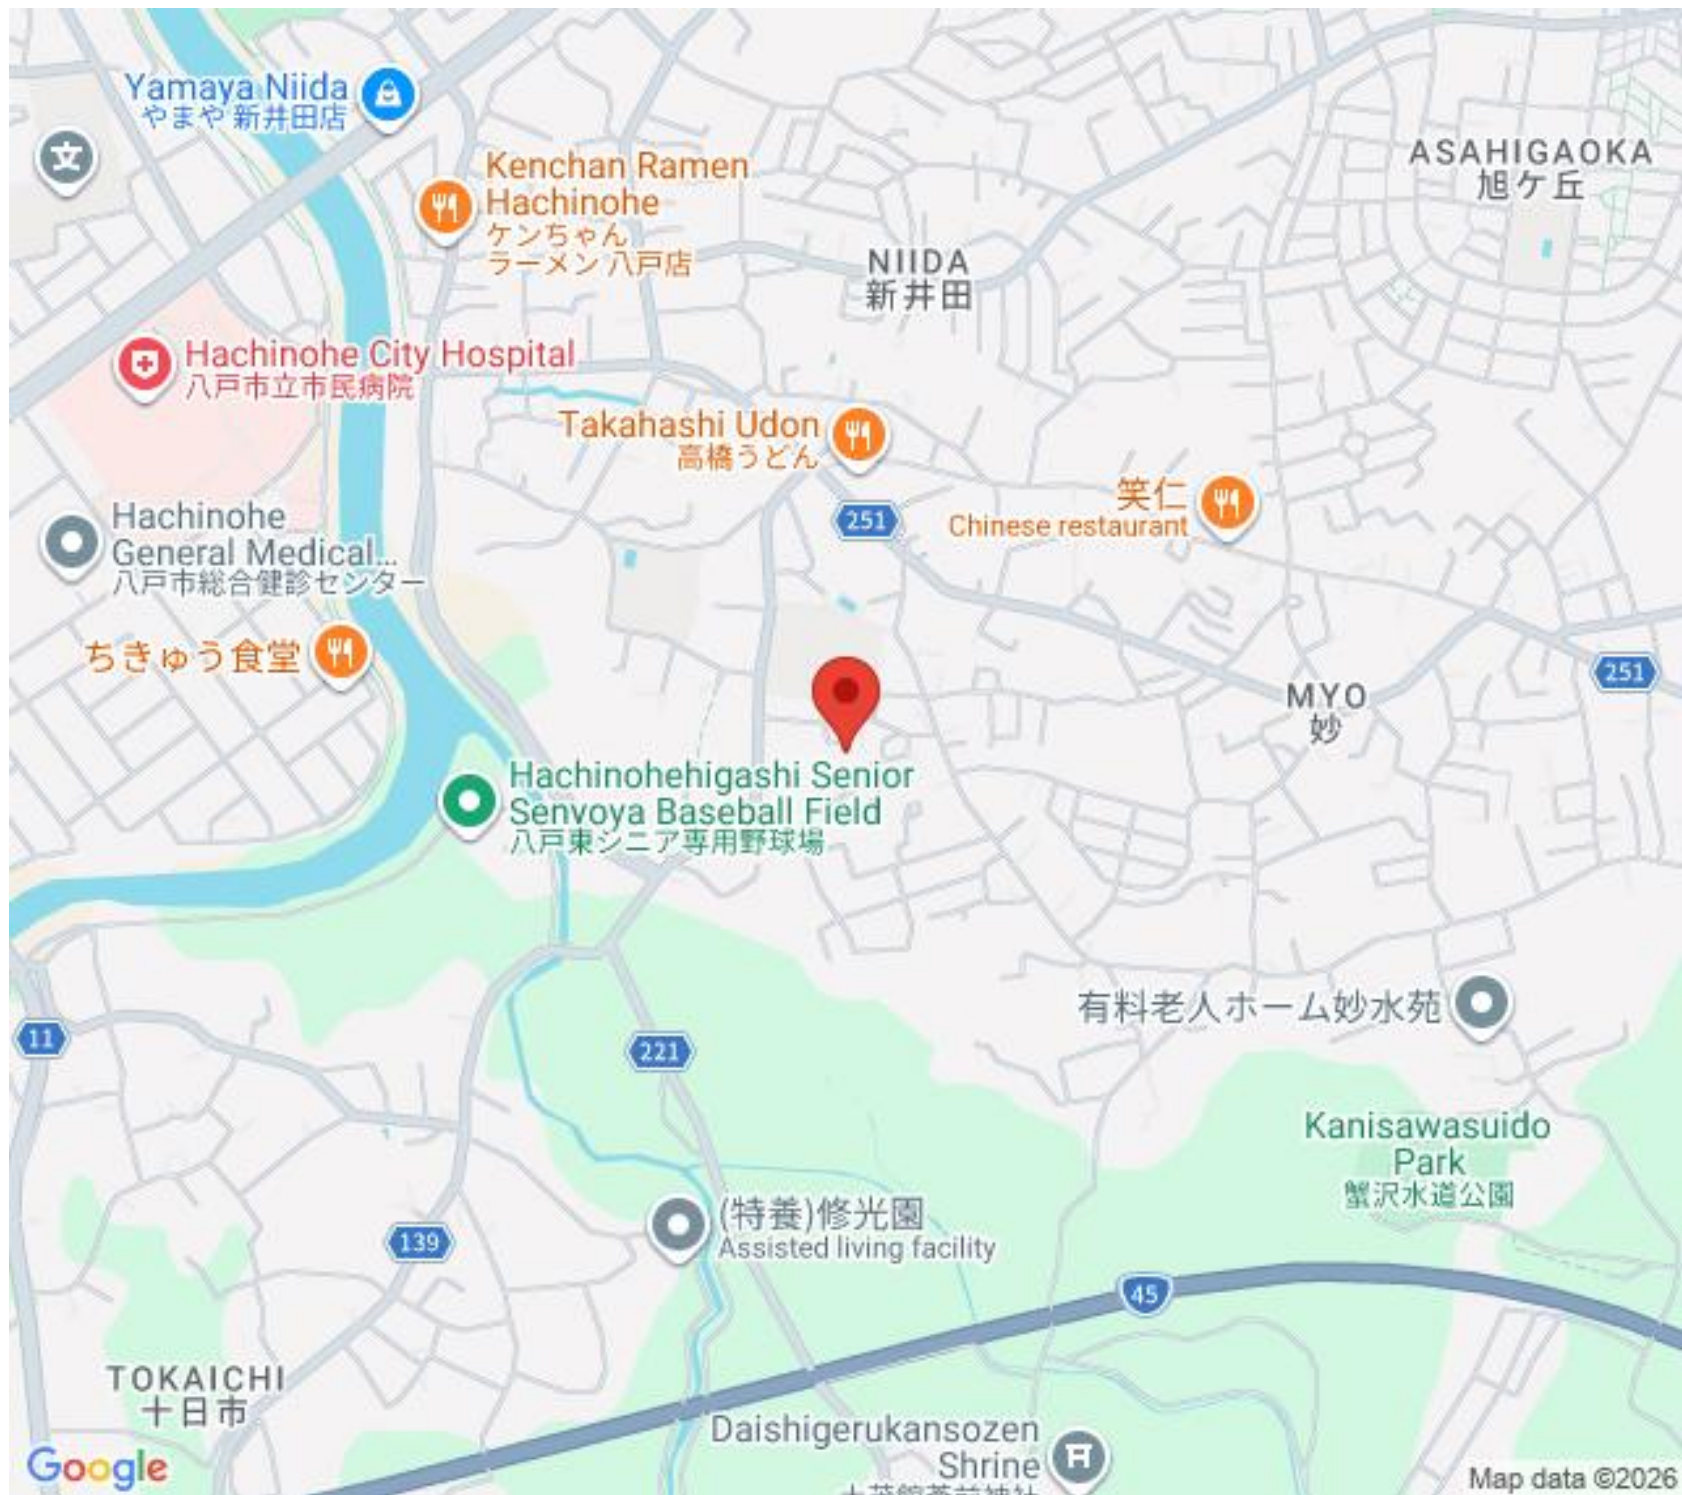 Yamaya Niida
やまや 新井田店
文
Kenchan Ramen
Hachinohe
ケンちゃん
ラーメン 八戸店
ASAHIGAOKA
旭ケ丘
NIIDA
新井田
Hachinohe City Hospital
八戸市立市民病院
Takahashi Udon
高橋うどん
251
笑仁
Chinese restaurant
Hachinohe
General Medical...
八戸市総合健診センター
ちきゅう食堂
251
MYO
妙
Hachinohehigashi Senior
Senvoya Baseball Field
八戸東シニア専用野球場
有料老人ホーム妙水苑
11
221
Kanisawasuido
Park
蟹沢水道公園
(特養)修光園
Assisted living facility
139
45
TOKAICHI
十日市
Daishigerukansozen
Shrine
Google
Map data ©2026